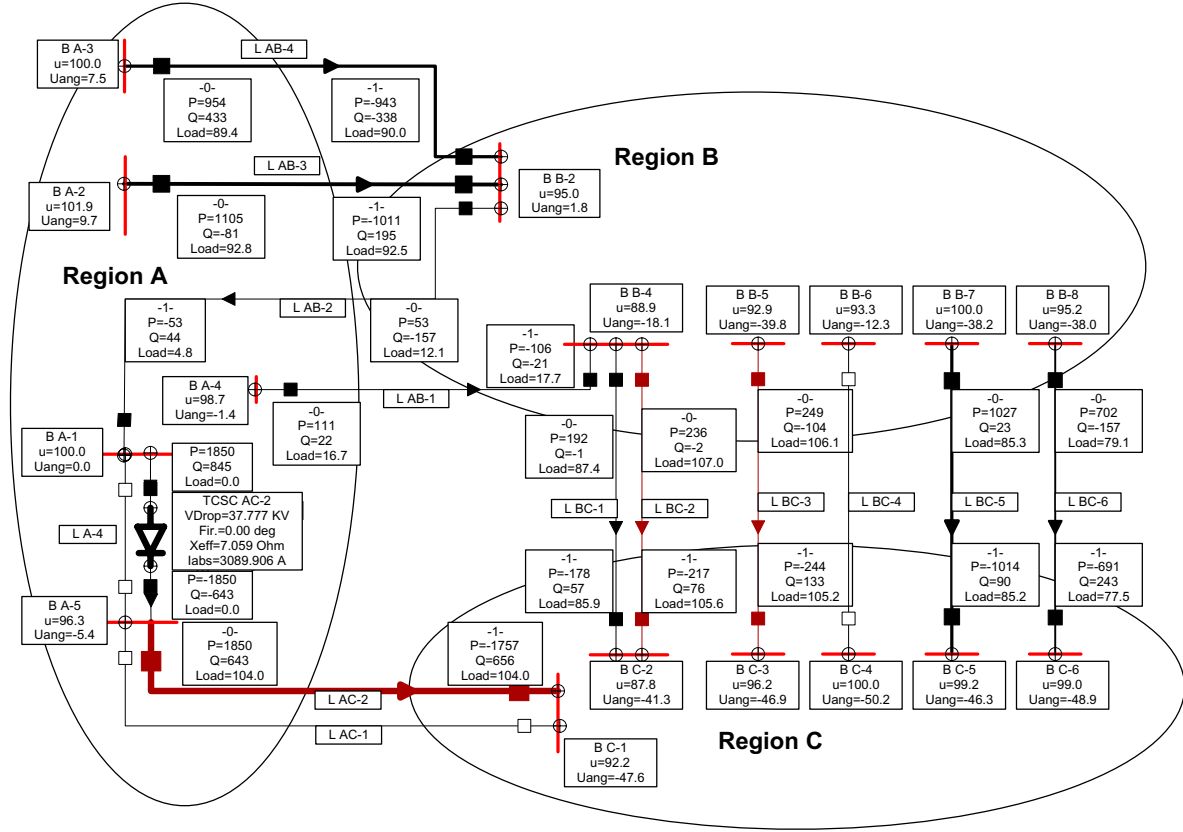 B A-3
u=100.0
Uang=7.5
L AB-4
-0-
P=954
Q=433
Load=89.4
-1-
P=-943
Q=-338
Load=90.0
B A-2
u=101.9
Uang=9.7
L AB-3
-0-
P=1105
Q=-81
Load=92.8
-1-
P=-1011
Q=195
Load=92.5
B B-2
u=95.0
Uang=1.8
Region B
Region A
-1-
P=-53
Q=44
Load=4.8
L AB-2
-0-
P=53
Q=-157
Load=12.1
B A-4
u=98.7
Uang=-1.4
-0-
P=111
Q=22
Load=16.7
L AB-1
-1-
P=-106
Q=-21
Load=17.7
B B-4
u=88.9
Uang=-18.1
B B-5
u=92.9
Uang=-39.8
B B-6
u=93.3
Uang=-12.3
B B-7
u=100.0
Uang=-38.2
B B-8
u=95.2
Uang=-38.0
-0-
P=192
Q=-1
Load=87.4
-0-
P=236
Q=-2
Load=107.0
-0-
P=249
Q=-104
Load=106.1
-0-
P=1027
Q=23
Load=85.3
-0-
P=702
Q=-157
Load=79.1
B A-1
u=100.0
Uang=0.0
P=1850
Q=845
Load=0.0
TCSC AC-2
VDrop=37.777 KV
Fir.=0.00 deg
Xeff=7.059 Ohm
Iabs=3089.906 A
L A-4
P=-1850
Q=-643
Load=0.0
L BC-1
L BC-2
L BC-3
L BC-4
L BC-5
L BC-6
-1-
P=-178
Q=57
Load=85.9
-1-
P=-217
Q=76
Load=105.6
-1-
P=-244
Q=133
Load=105.2
-1-
P=-1014
Q=90
Load=85.2
-1-
P=-691
Q=243
Load=77.5
B A-5
u=96.3
Uang=-5.4
-0-
P=1850
Q=643
Load=104.0
-1-
P=-1757
Q=656
Load=104.0
L AC-2
L AC-1
B C-1
u=92.2
Uang=-47.6
B C-2
u=87.8
Uang=-41.3
B C-3
u=96.2
Uang=-46.9
B C-4
u=100.0
Uang=-50.2
B C-5
u=99.2
Uang=-46.3
B C-6
u=99.0
Uang=-48.9
Region C